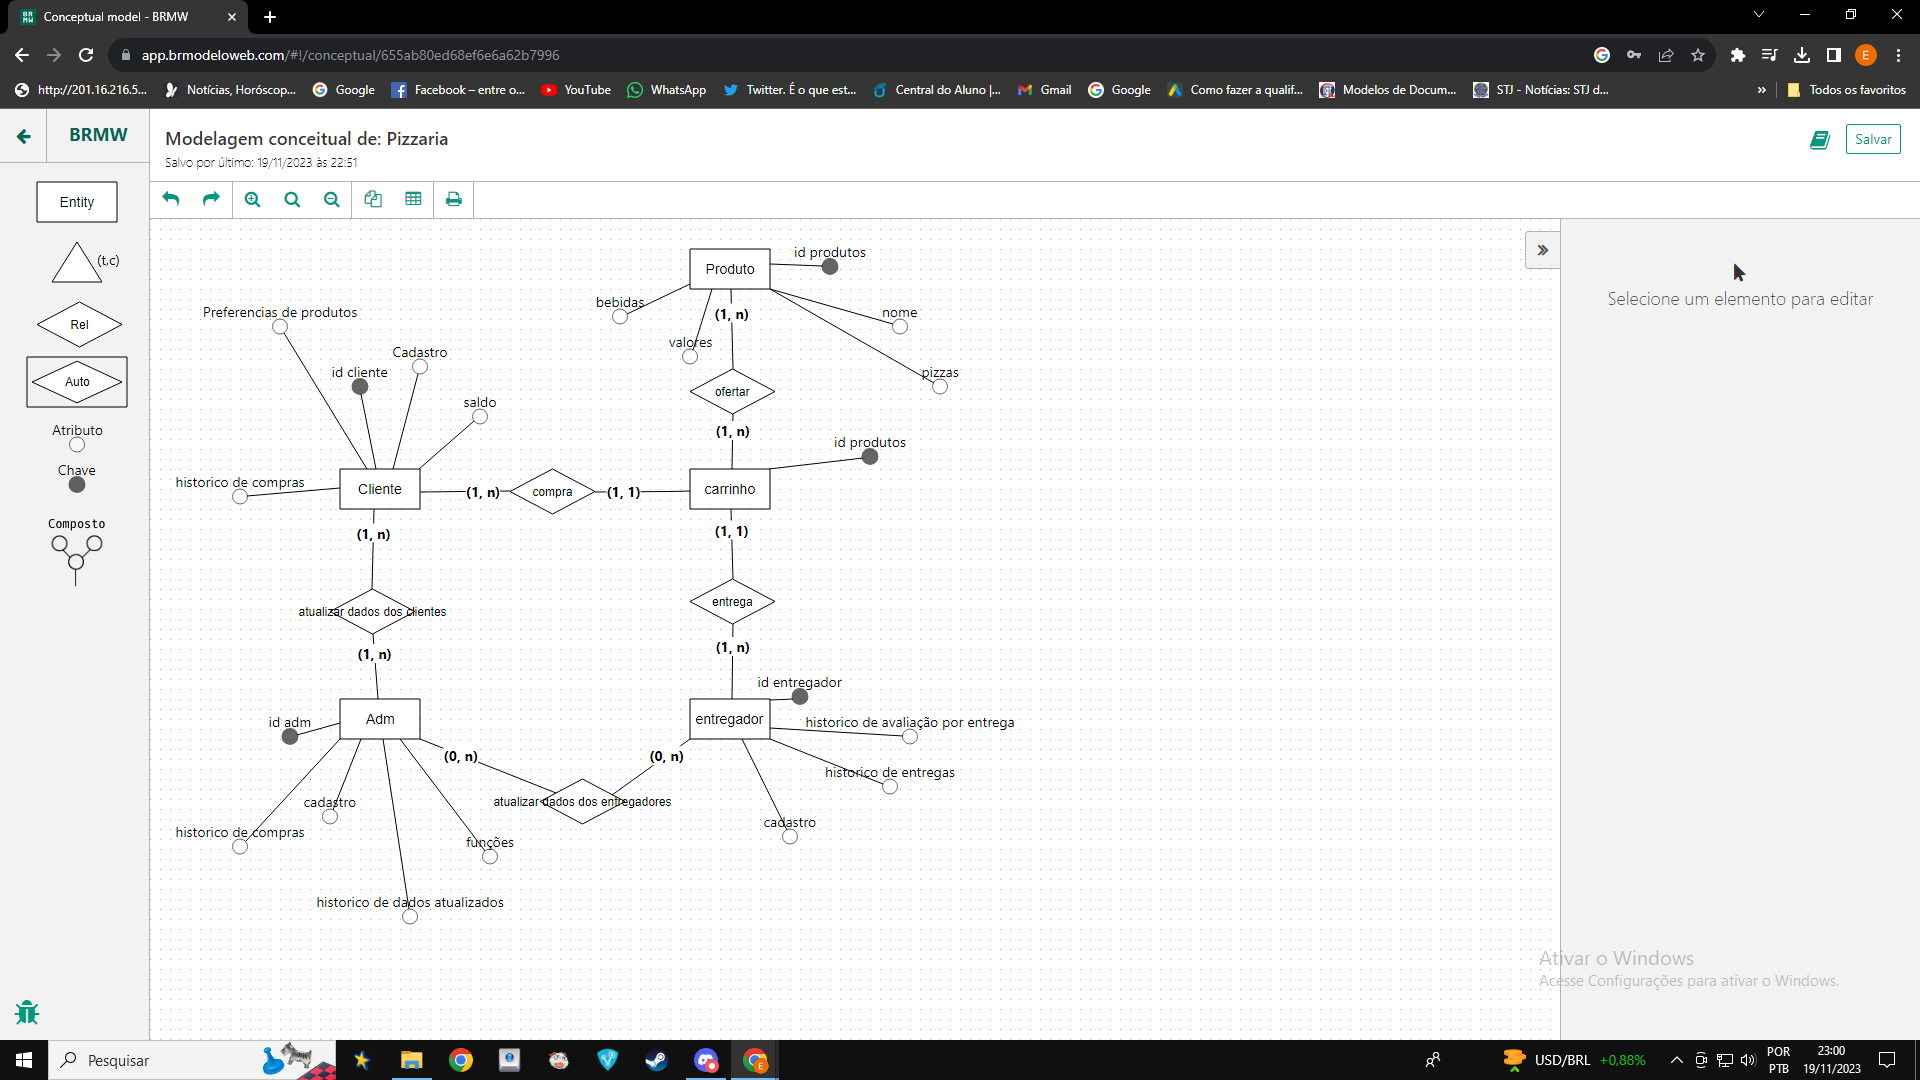 Conceptual model - BRMW
app.brmodeloweb.com/#!/conceptual/655ab80ed68ef6e6a62b7996
E
http://201.16.216.5...
Notícias, Horóscop...
Google
Facebook – entre o...
YouTube
WhatsApp
Twitter. É o que est...
Central do Aluno |...
Gmail
Google
Como fazer a qualif...
Modelos de Docum...
STJ - Notícias: STJ d...
»
Todos os favoritos
BRMW
Modelagem conceitual de: Pizzaria
Salvo por último: 19/11/2023 às 22:51
Salvar
Entity
(t,c)
Rel
Auto
Atributo
Chave
Composto
Produto
id produtos
bebidas
(1, n)
nome
valores
pizzas
ofertar
(1, n)
Preferencias de produtos
Cadastro
id cliente
saldo
id produtos
historico de compras
Cliente
(1, n)
compra
(1, 1)
carrinho
(1, n)
(1, 1)
atualizar dados dos clientes
entrega
(1, n)
(1, n)
id entregador
id adm
Adm
entregador
historico de avaliação por entrega
(0, n)
(0, n)
historico de entregas
cadastro
atualizar dados dos entregadores
cadastro
historico de compras
funções
historico de dados atualizados
»
Selecione um elemento para editar
Ativar o Windows
Acesse Configurações para ativar o Windows.
Pesquisar
USD/BRL +0,88%
POR
PTB
23:00
19/11/2023